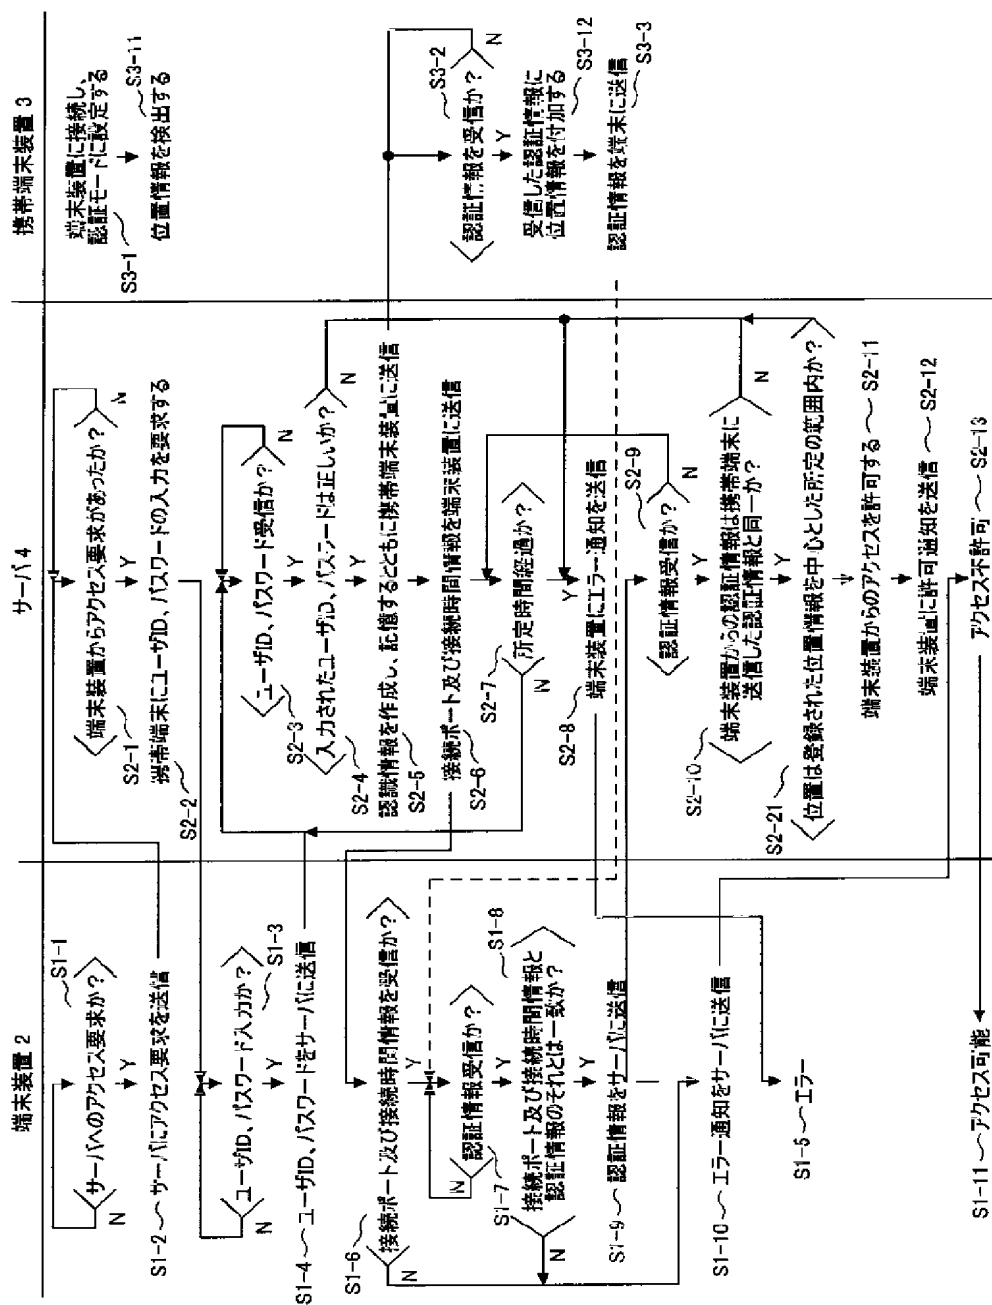 端末装置2
S1-1
サーバへのアクセス要求か?
N
Y
S1-2
サーバにアクセス要求を送信
ユーザID、パスワード入力か?
S1-3
N
Y
S1-4
ユーザID、パスワードをサーバに送信
S1-6
接続ポート及び接続時間情報を受信か?
N
Y
認証情報受信か?
S1-7
N
Y
S1-8
接続ポート及び接続時間情報と
認証情報のそれとは一致か?
N
Y
S1-9
認証情報をサーバに送信
S1-10
エラー通知をサーバに送信
S1-5
エラー
S1-11
アクセス可能
サーバ4
端末装置からアクセス要求があったか?
S2-1
N
Y
携帯端末にユーザID、パスワードの入力を要求する
S2-2
ユーザID、パスワード受信か?
S2-3
N
Y
入力されたユーザID、パスワードは正しいか?
S2-4
N
Y
認識情報を作成し、記憶するとともに携帯端末装置に送信
S2-5
接続ポート及び接続時間情報を端末装置に送信
S2-6
所定時間経過か?
S2-7
N
Y
端末装置にエラー通知を送信
S2-8
認証情報受信か?
S2-9
N
Y
端末装置からの認証情報は携帯端末に
送信した認証情報と同一か?
S2-10
N
Y
位置は登録された位置情報を中心とした所定の範囲内か?
S2-21
端末装置からのアクセスを許可する
S2-11
端末装置に許可通知を送信
S2-12
アクセス不許可
S2-13
携帯端末装置3
端末装置に接続し、
認証モードに設定する
S3-1
S3-11
位置情報を検出する
認証情報を受信か?
S3-2
N
Y
受信した認証情報に
位置情報を付加する
S3-12
認証情報を端末に送信
S3-3